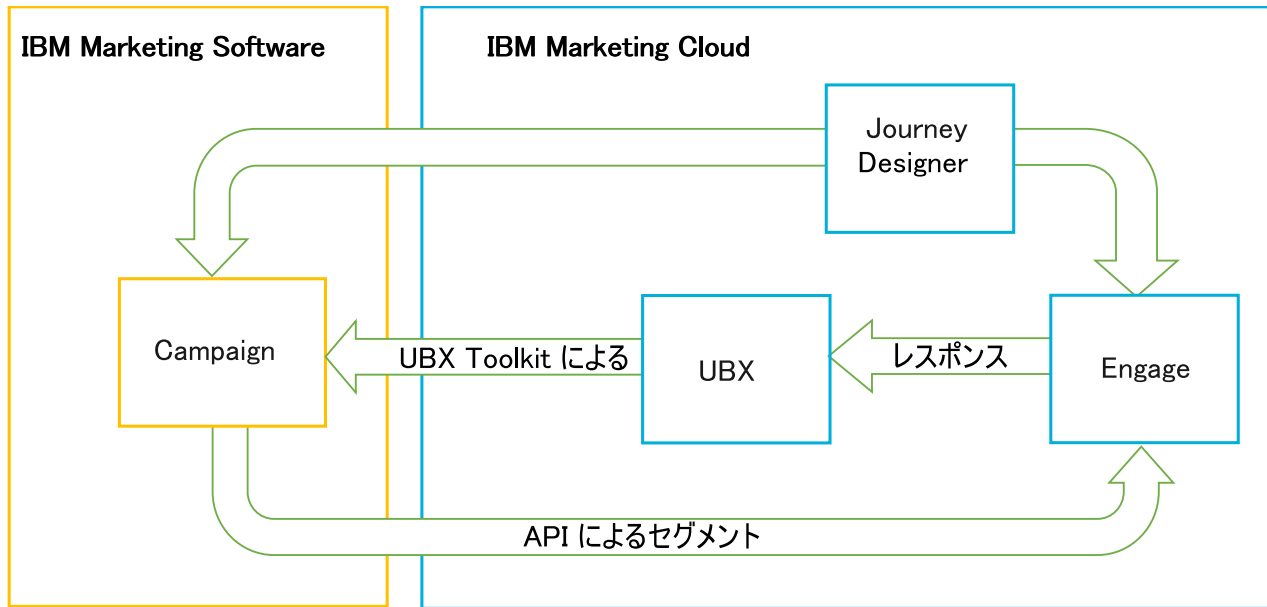 IBM Marketing Software
IBM Marketing Cloud
Journey
Designer
Campaign
UBX Toolkit による
UBX
レスポンス
Engage
API によるセグメント